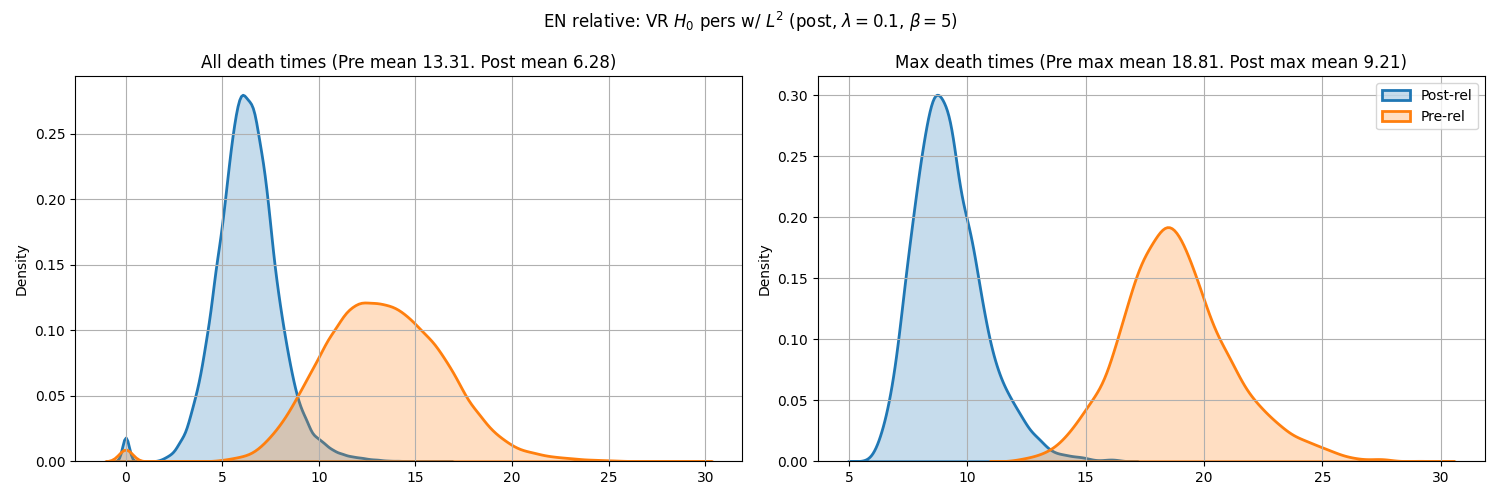 EN relative: VR $H_0$ pers w/ $L^2$ (post, $\lambda = 0.1$, $\beta = 5$)
All death times (Pre mean 13.31. Post mean 6.28)
Density
0.25
0.20
0.15
0.10
0.05
0.00
0 5 10 15 20 25 30
Max death times (Pre max mean 18.81. Post max mean 9.21)
Post-rel
Pre-rel
Density
0.30
0.25
0.20
0.15
0.10
0.05
0.00
5 10 15 20 25 30